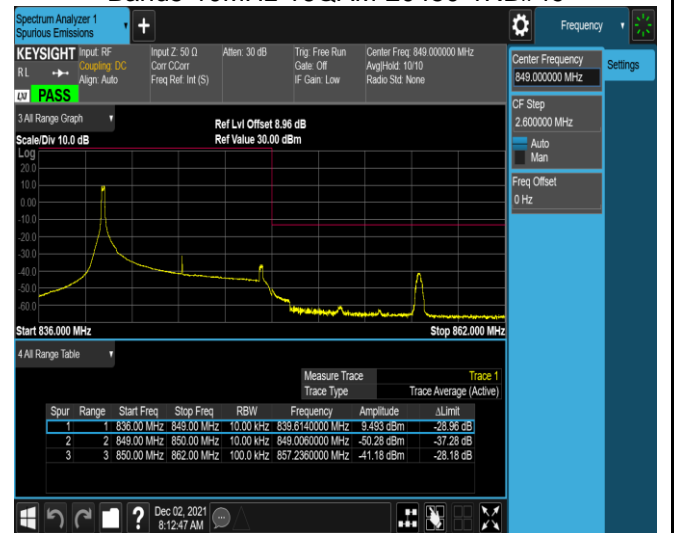 Spectrum Analyzer 1
Spurious Emissions
+
Frequency
KEYSIGHT
RL
LXI PASS
Input: RF
Coupling: DC
Align: Auto
Input Z: 50 Ω
Corr CCorr
Freq Ref: Int (S)
Atten: 30 dB
Trig: Free Run
Gate: Off
IF Gain: Low
Center Freq: 849.000000 MHz
Avg|Hold: 10/10
Radio Std: None
Center Frequency
849.000000 MHz
Settings
CF Step
2.600000 MHz
Auto
Man
Freq Offset
0 Hz
3 All Range Graph
Scale/Div 10.0 dB
Ref Lvl Offset 8.96 dB
Ref Value 30.00 dBm
Log
20.0
10.0
0.00
-10.0
-20.0
-30.0
-40.0
-50.0
-60.0
Start 836.000 MHz
Stop 862.000 MHz
4 All Range Table
Measure Trace Trace 1
Trace Type Trace Average (Active)
Spur Range Start Freq Stop Freq RBW Frequency Amplitude ΔLimit
1 1 836.00 MHz 849.00 MHz 10.00 kHz 839.6140000 MHz 9.493 dBm -28.96 dB
2 2 849.00 MHz 850.00 MHz 10.00 kHz 849.0060000 MHz -50.28 dBm -37.28 dB
3 3 850.00 MHz 862.00 MHz 100.0 kHz 857.2360000 MHz -41.18 dBm -28.18 dB
?
Dec 02, 2021
8:12:47 AM